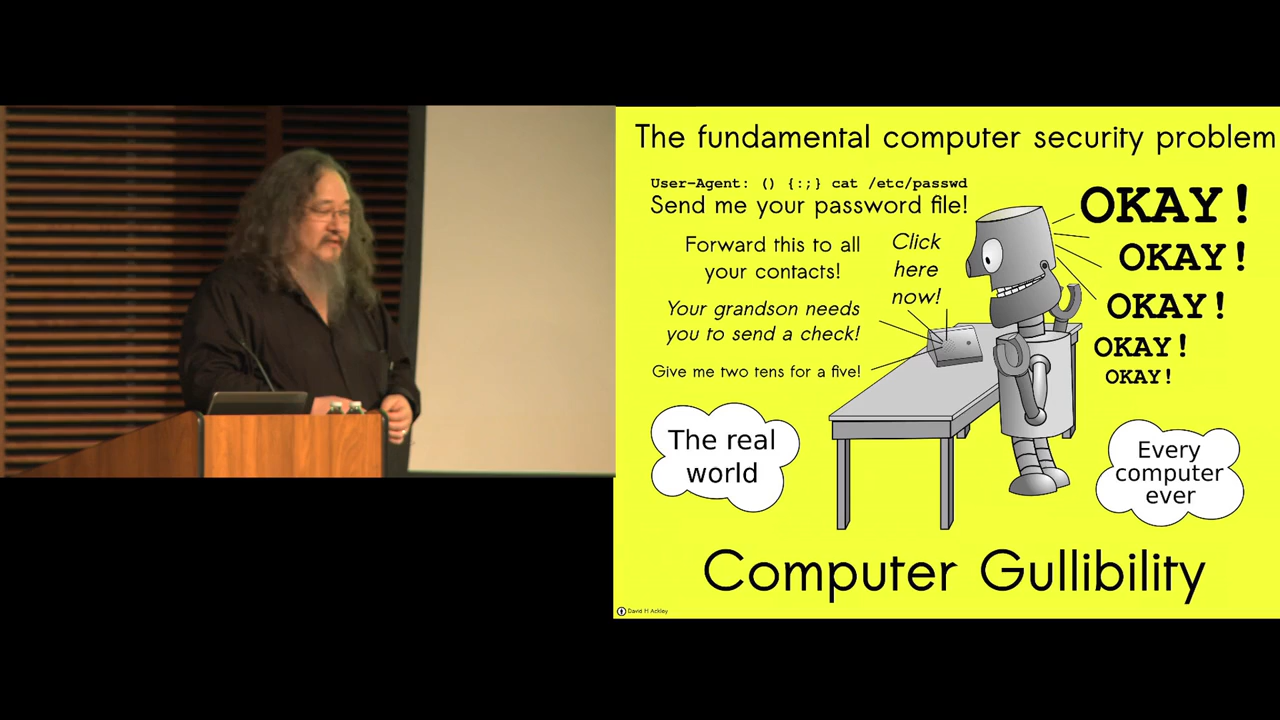 The fundamental computer security problem
User-Agent: () {:;} cat /etc/passwd
Send me your password file!
Forward this to all
your contacts!
Click
here
now!
Your grandson needs
you to send a check!
Give me two tens for a five!
OKAY!
OKAY!
OKAY!
OKAY!
OKAY!
The real
world
Every
computer
ever
Computer Gullibility
David H Ackley